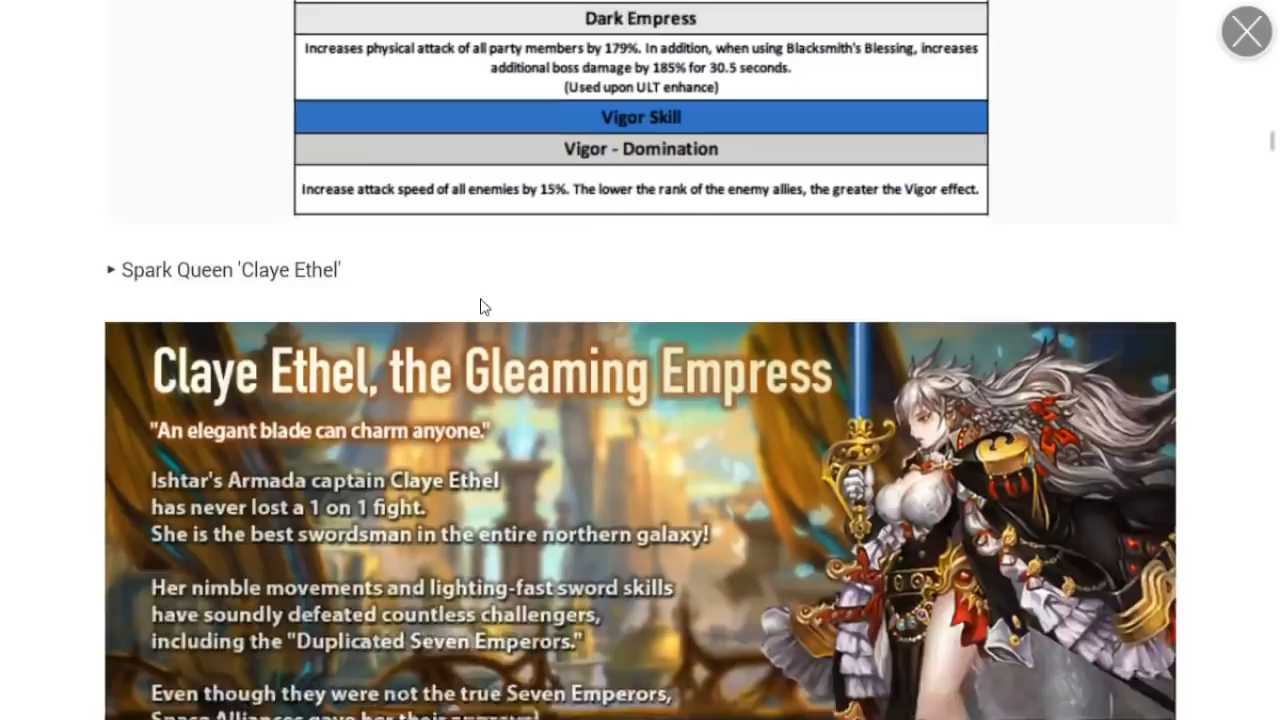 Dark Empress
Increases physical attack of all party members by 179%. In addition, when using Blacksmith's Blessing, increases
additional boss damage by 185% for 30.5 seconds.
(Used upon ULT enhance)
Vigor Skill
Vigor - Domination
Increase attack speed of all enemies by 15%. The lower the rank of the enemy allies, the greater the Vigor effect.
▸ Spark Queen 'Claye Ethel'
Claye Ethel, the Gleaming Empress
"An elegant blade can charm anyone."
Ishtar's Armada captain Claye Ethel
has never lost a 1 on 1 fight.
She is the best swordsman in the entire northern galaxy!
Her nimble movements and lighting-fast sword skills
have soundly defeated countless challengers,
including the "Duplicated Seven Emperors."
Even though they were not the true Seven Emperors,
Space Alliances gave her their approval